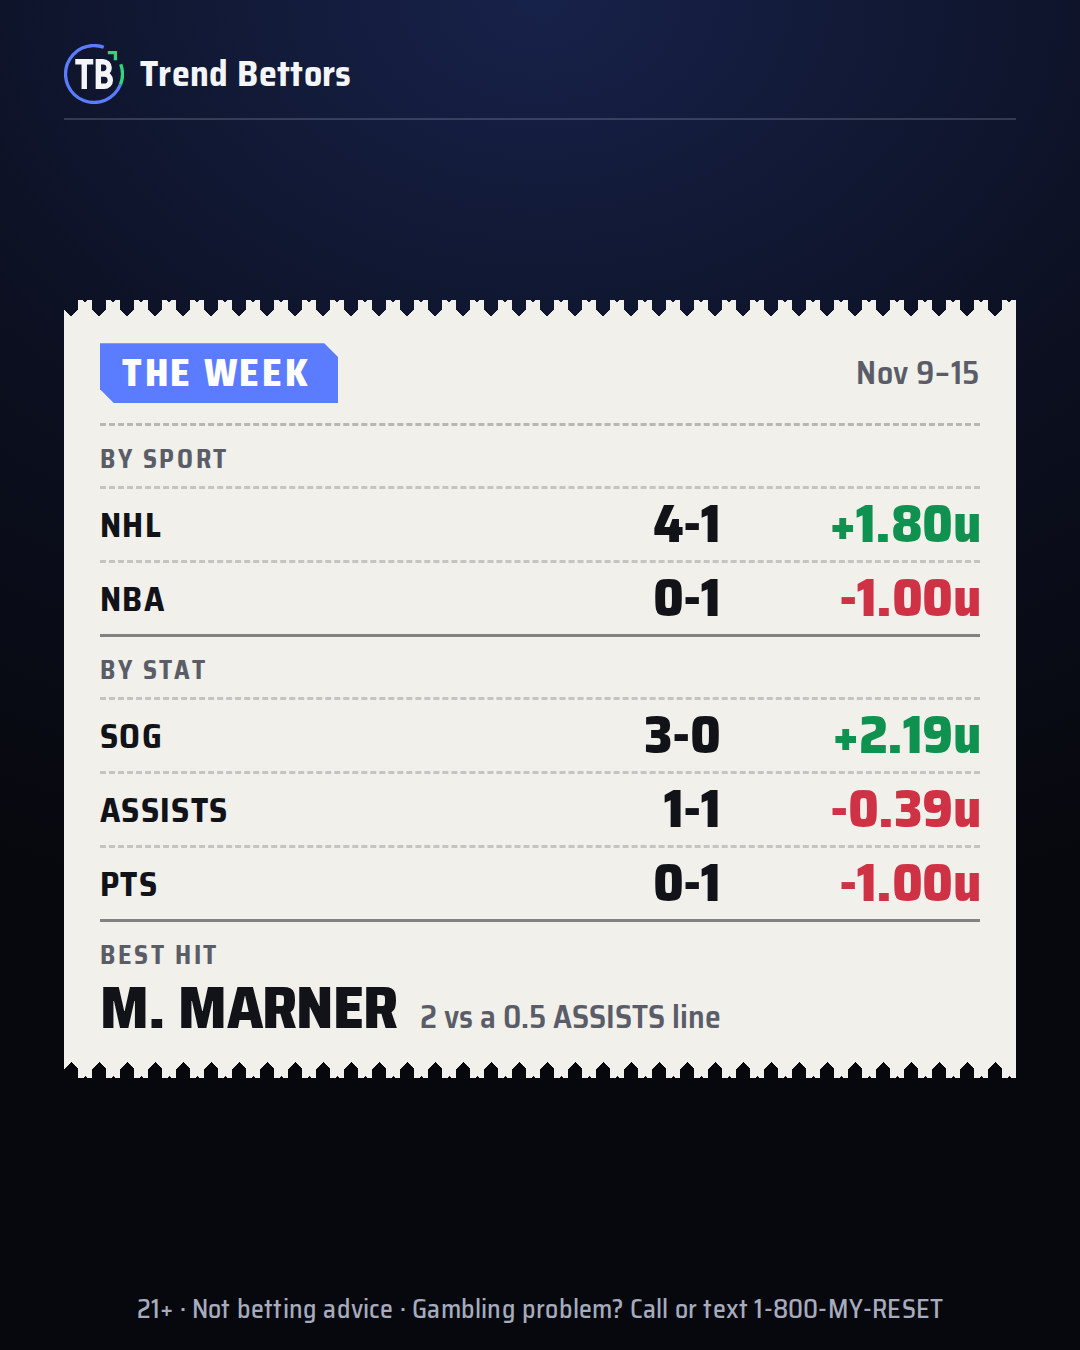 TB Trend Bettors
THE WEEK Nov 9–15
BY SPORT
NHL 4-1 +1.80u
NBA 0-1 -1.00u
BY STAT
SOG 3-0 +2.19u
ASSISTS 1-1 -0.39u
PTS 0-1 -1.00u
BEST HIT
M. MARNER 2 vs a 0.5 ASSISTS line
21+ · Not betting advice · Gambling problem? Call or text 1-800-MY-RESET